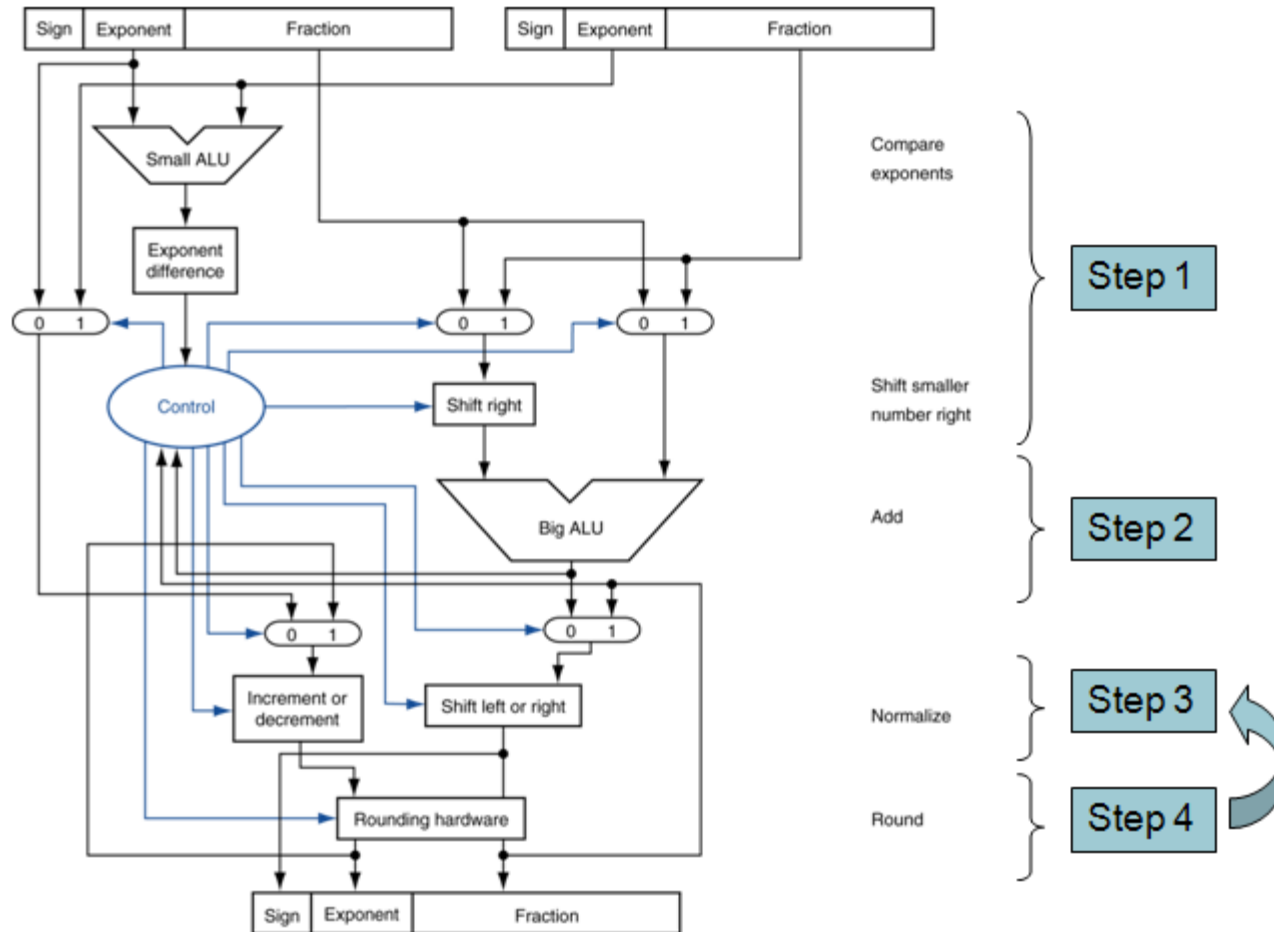 Sign Exponent Fraction
Sign Exponent Fraction
Compare
exponents
Small ALU
Step 1
Exponent
difference
0 1
0 1
0 1
Control
Shift right
Shift smaller
number right
Big ALU
Add
Step 2
0 1
0 1
Increment or
decrement
Shift left or right
Normalize
Step 3
Rounding hardware
Round
Step 4
Sign Exponent Fraction